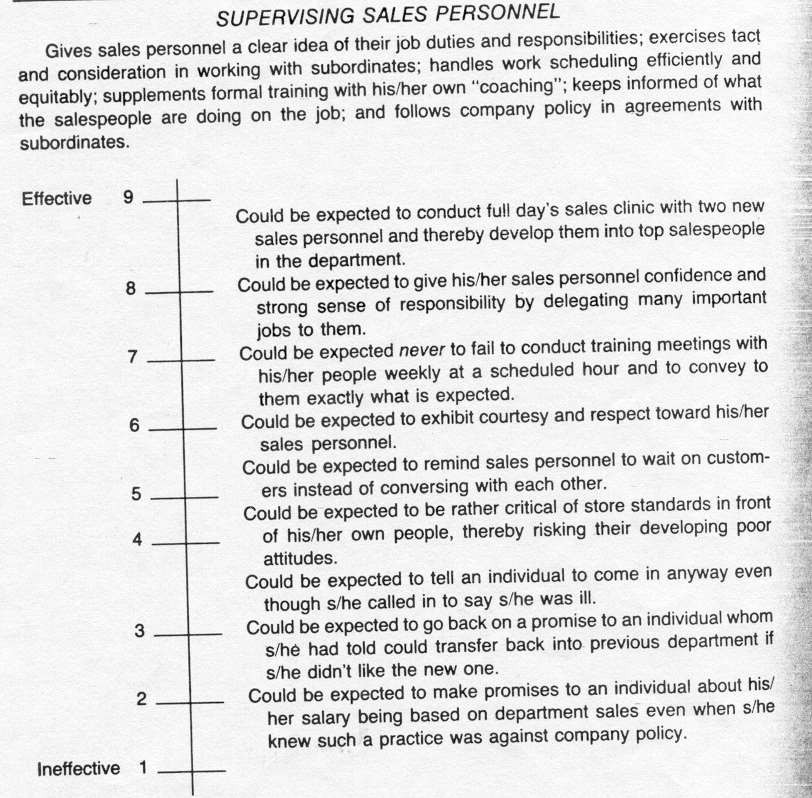 SUPERVISING SALES PERSONNEL
Gives sales personnel a clear idea of their job duties and responsibilities; exercises tact
and consideration in working with subordinates; handles work scheduling efficiently and
equitably; supplements formal training with his/her own “coaching”; keeps informed of what
the salespeople are doing on the job; and follows company policy in agreements with
subordinates.
Effective 9
Could be expected to conduct full day's sales clinic with two new
sales personnel and thereby develop them into top salespeople
in the department.
8 Could be expected to give his/her sales personnel confidence and
strong sense of responsibility by delegating many important
jobs to them.
7 Could be expected never to fail to conduct training meetings with
his/her people weekly at a scheduled hour and to convey to
them exactly what is expected.
6 Could be expected to exhibit courtesy and respect toward his/her
sales personnel.
Could be expected to remind sales personnel to wait on custom-
5 ers instead of conversing with each other.
Could be expected to be rather critical of store standards in front
4 of his/her own people, thereby risking their developing poor
attitudes.
Could be expected to tell an individual to come in anyway even
though s/he called in to say s/he was ill.
3 Could be expected to go back on a promise to an individual whom
s/he had told could transfer back into previous department if
s/he didn't like the new one.
2 Could be expected to make promises to an individual about his/
her salary being based on department sales even when s/he
knew such a practice was against company policy.
Ineffective 1